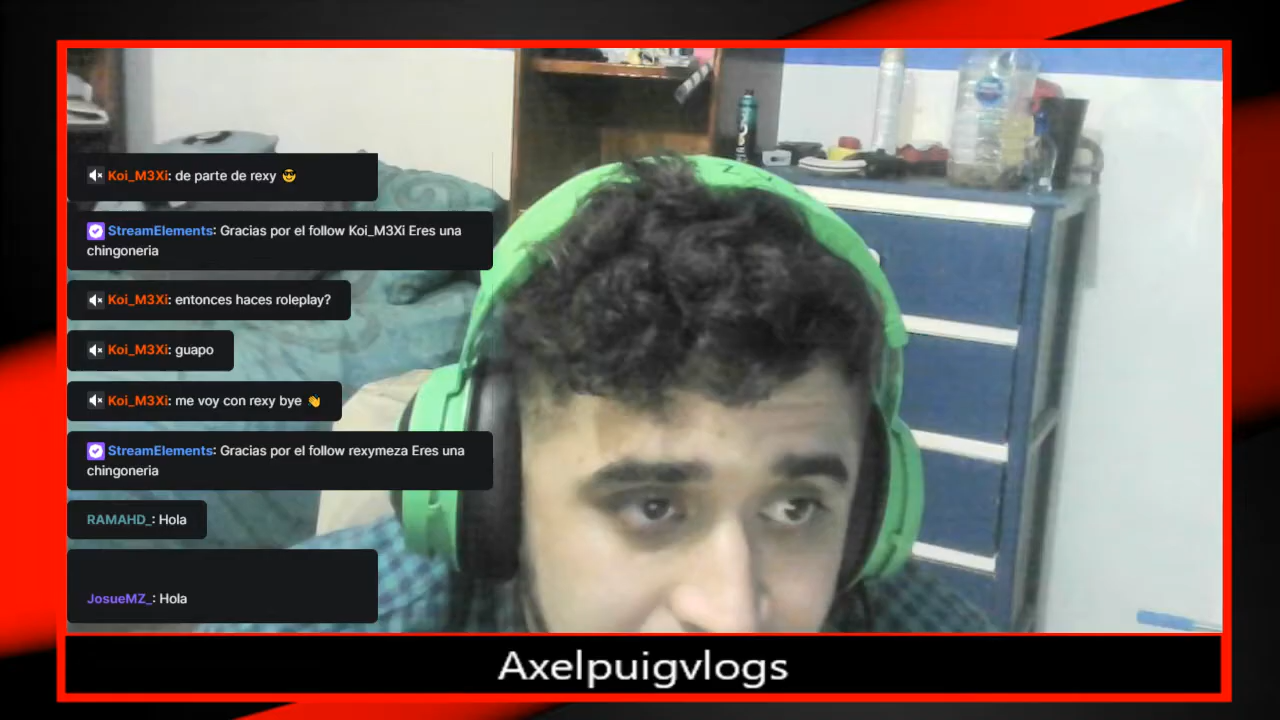 Koi_M3Xi: de parte de rexy 😎
StreamElements: Gracias por el follow Koi_M3Xi Eres una
chingoneria
Koi_M3Xi: entonces haces roleplay?
Koi_M3Xi: guapo
Koi_M3Xi: me voy con rexy bye 👋
StreamElements: Gracias por el follow rexymeza Eres una
chingoneria
RAMAHD_: Hola
JosueMZ_: Hola
Axelpuigvlogs